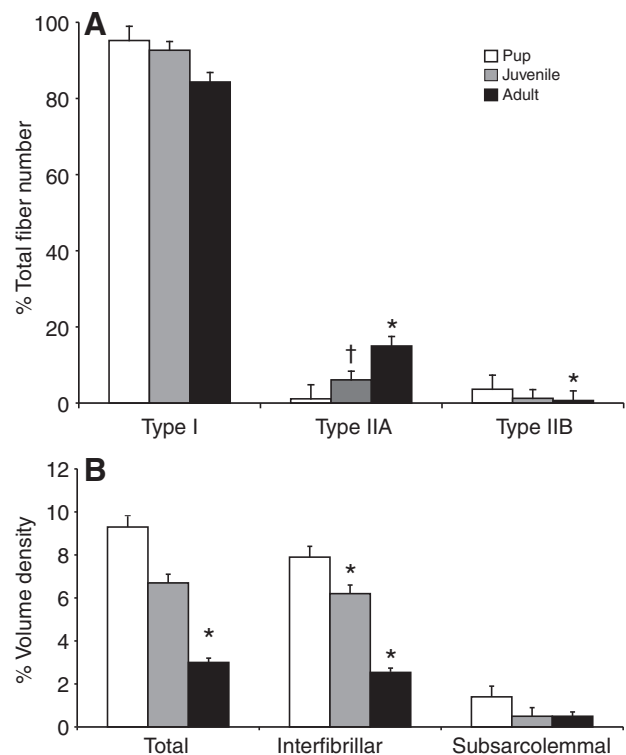 A
100
80
60
40
20
0
% Total fiber number
Pup
Juvenile
Adult
† * *
Type I Type IIA Type IIB
B
12
10
8
6
4
2
0
% Volume density
* * *
Total Interfibrillar Subsarcolemmal